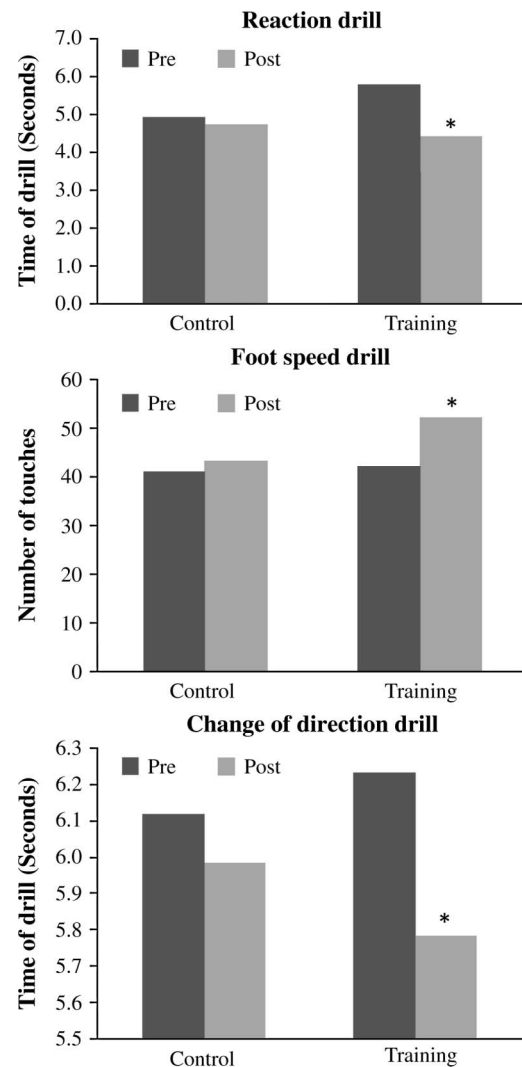 Reaction drill
Time of drill (Seconds)
7.0
6.0
5.0
4.0
3.0
2.0
1.0
0.0
Pre Post
*
Control Training
Foot speed drill
Number of touches
60
50
40
30
20
10
0
Pre Post
*
Control Training
Change of direction drill
Time of drill (Seconds)
6.3
6.2
6.1
6.0
5.9
5.8
5.7
5.6
5.5
Pre Post
*
Control Training